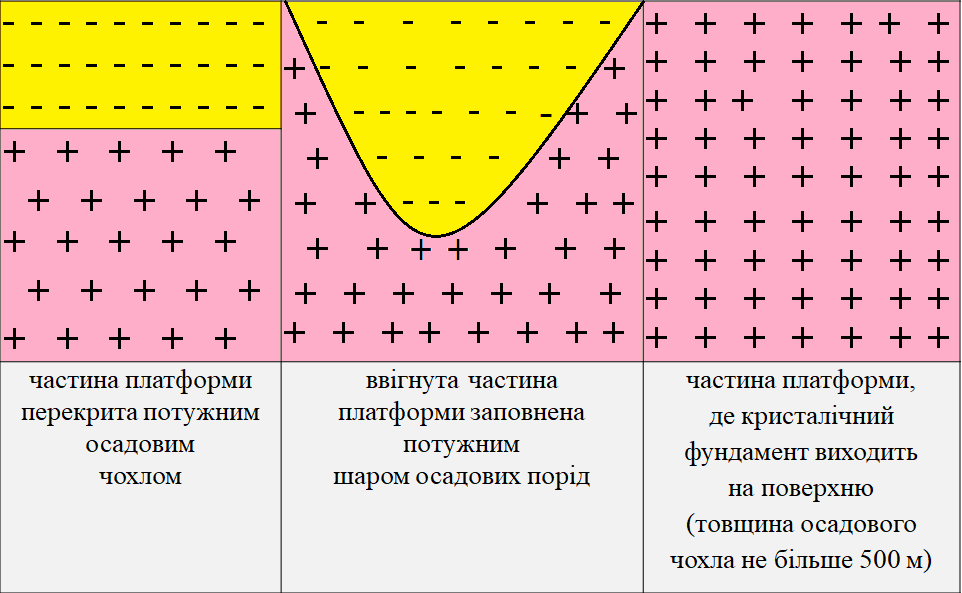 частина платформи
перекрита потужним
осадовим
чохлом
ввігнута частина
платформи заповнена
потужним
шаром осадових порід
частина платформи,
де кристалічний
фундамент виходить
на поверхню
(товщина осадового
чохла не більше 500 м)